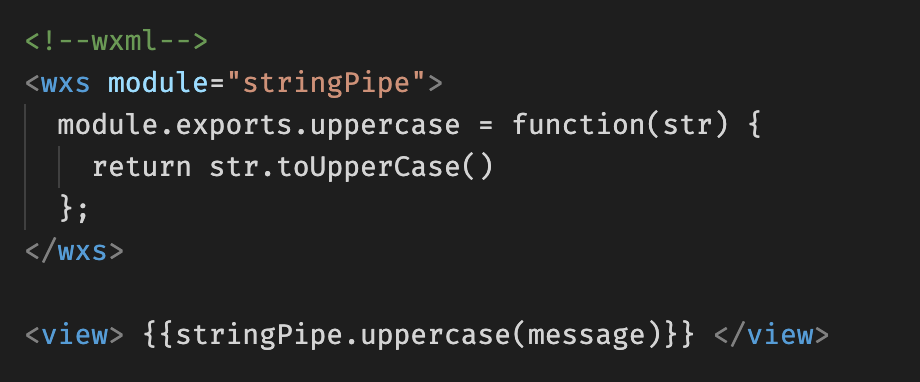 <!--wxml-->
<wxs module="stringPipe">
  module.exports.uppercase = function(str) {
    return str.toUpperCase()
  };
</wxs>

<view> {{stringPipe.uppercase(message)}} </view>